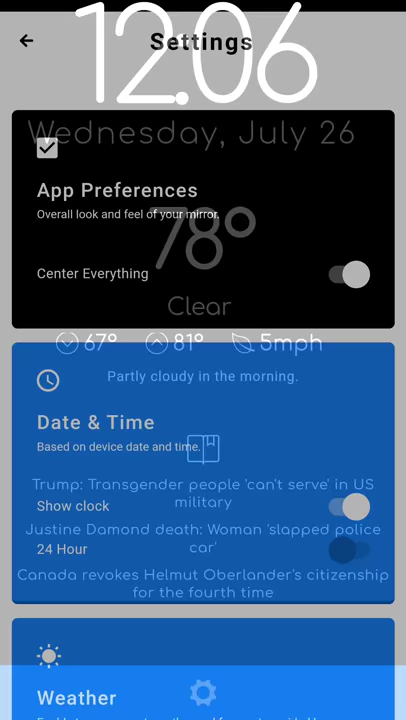 12:06
Settings
Wednesday, July 26
App Preferences
Overall look and feel of your mirror.
78°
Center Everything
Clear
67° 81° 5mph
Partly cloudy in the morning.
Date & Time
Based on device date and time.
Trump: Transgender people 'can't serve' in US
military
Show clock
Justine Damond death: Woman 'slapped police
car'
24 Hour
Canada revokes Helmut Oberlander's citizenship
for the fourth time
Weather